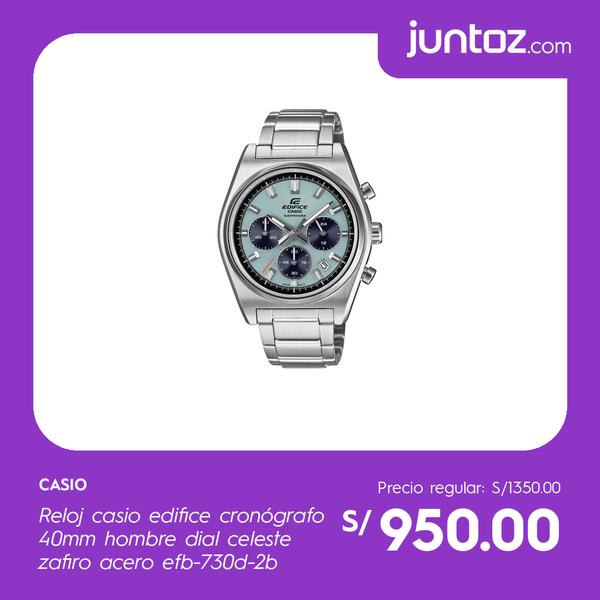 juntoz.com
EDIFICE
CASIO
SAPPHIRE
CASIO
Reloj casio edifice cronógrafo
40mm hombre dial celeste
zafiro acero efb-730d-2b
Precio regular: S/1350.00
S/ 950.00